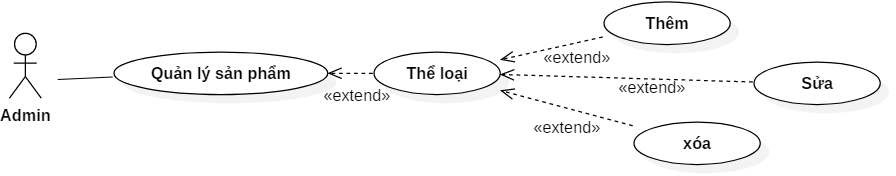 Thêm
«extend»
Quản lý sản phẩm
Thể loại
«extend»
Sửa
«extend»
Admin
«extend»
xóa